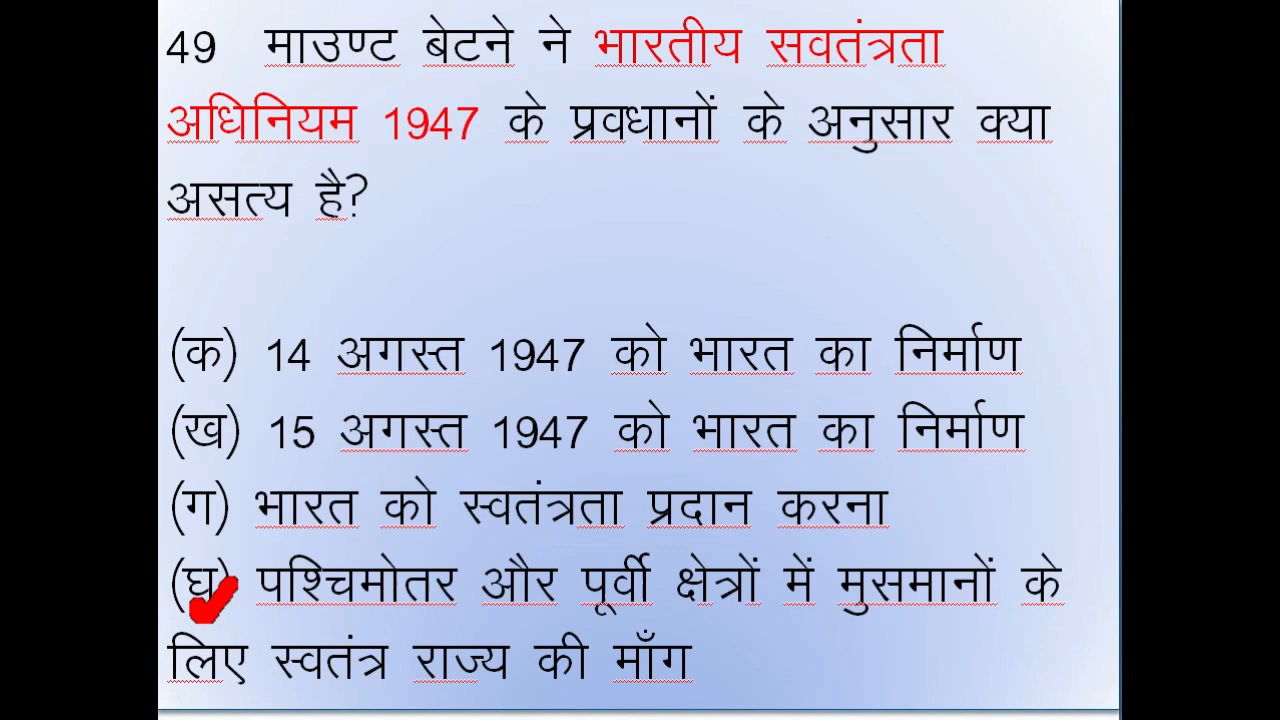 49 माउण्ट बेटने ने भारतीय सवतंत्रता
अधिनियम 1947 के प्रवधानों के अनुसार क्या
असत्य है?
(क) 14 अगस्त 1947 को भारत का निर्माण
(ख) 15 अगस्त 1947 को भारत का निर्माण
(ग) भारत को स्वतंत्रता प्रदान करना
(घ) पश्चिमोतर और पूर्वी क्षेत्रों में मुसमानों के
लिए स्वतंत्र राज्य की माँग